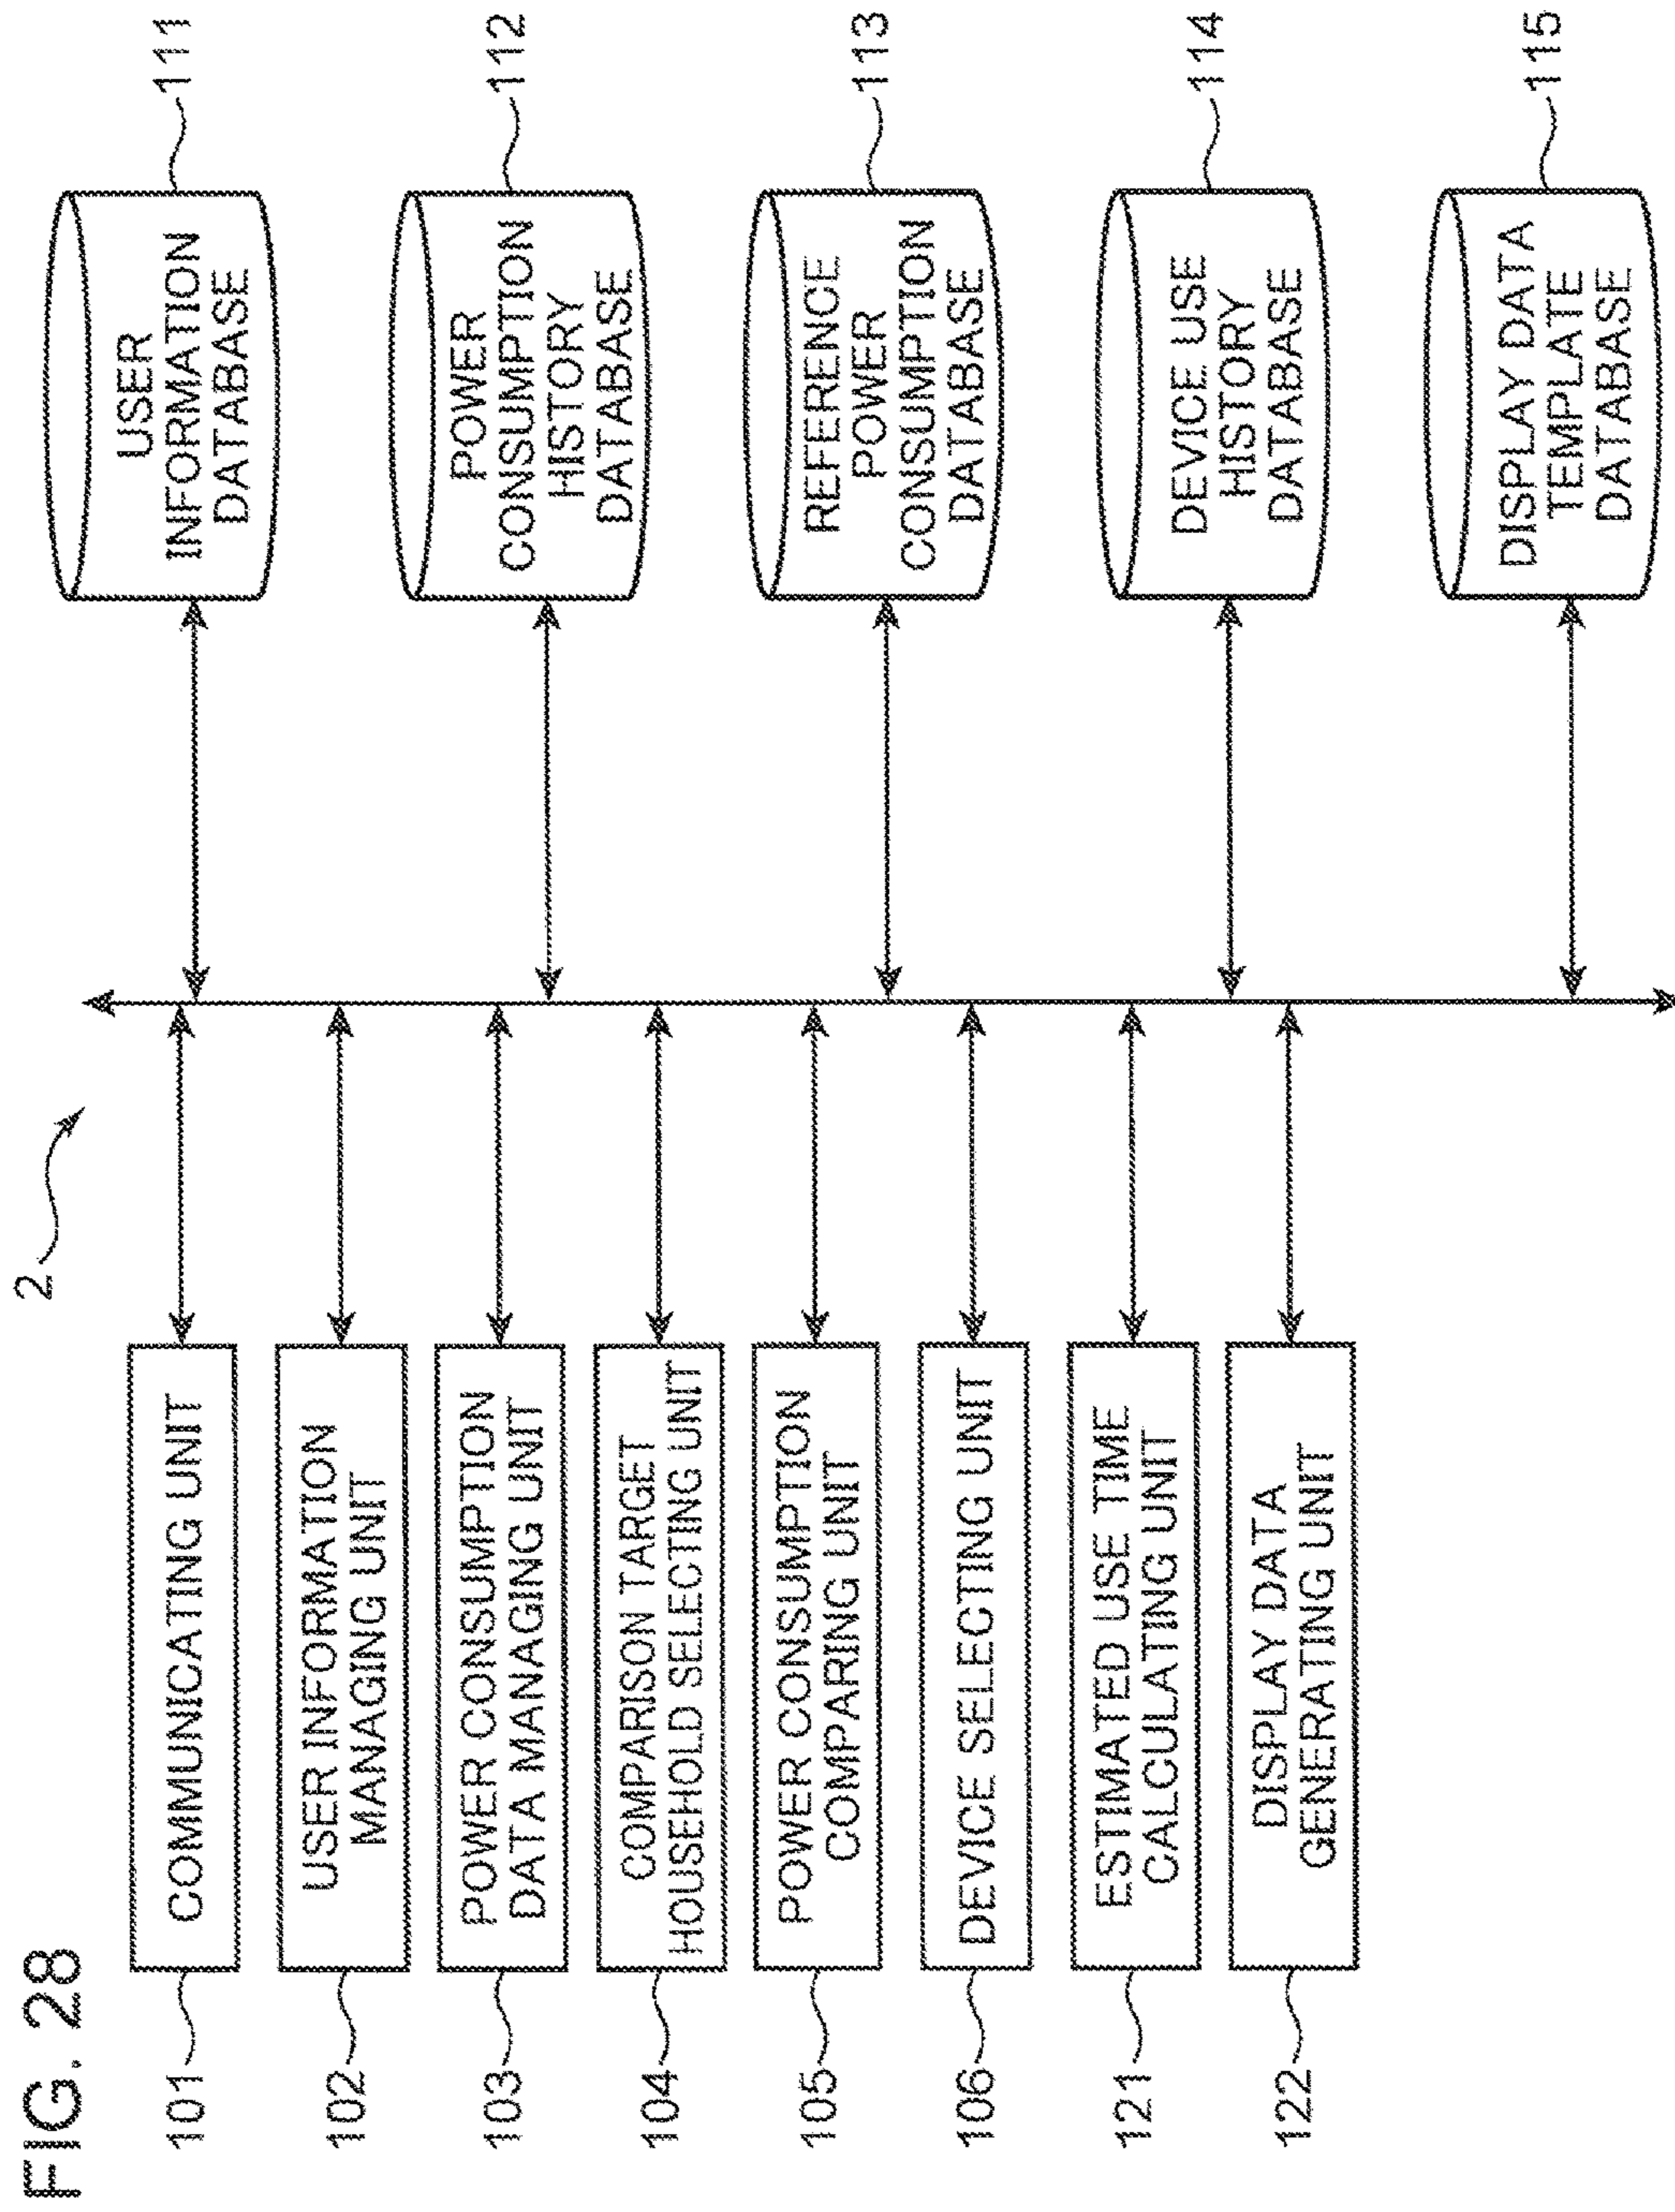 FIG. 28
2
101
COMMUNICATING UNIT
102
USER INFORMATION
MANAGING UNIT
103
POWER CONSUMPTION
DATA MANAGING UNIT
104
COMPARISON TARGET
HOUSEHOLD SELECTING UNIT
105
POWER CONSUMPTION
COMPARING UNIT
106
DEVICE SELECTING UNIT
121
ESTIMATED USE TIME
CALCULATING UNIT
122
DISPLAY DATA
GENERATING UNIT
USER
INFORMATION
DATABASE
111
POWER
CONSUMPTION
HISTORY
DATABASE
112
REFERENCE
POWER
CONSUMPTION
DATABASE
113
DEVICE USE
HISTORY
DATABASE
114
DISPLAY DATA
TEMPLATE
DATABASE
115